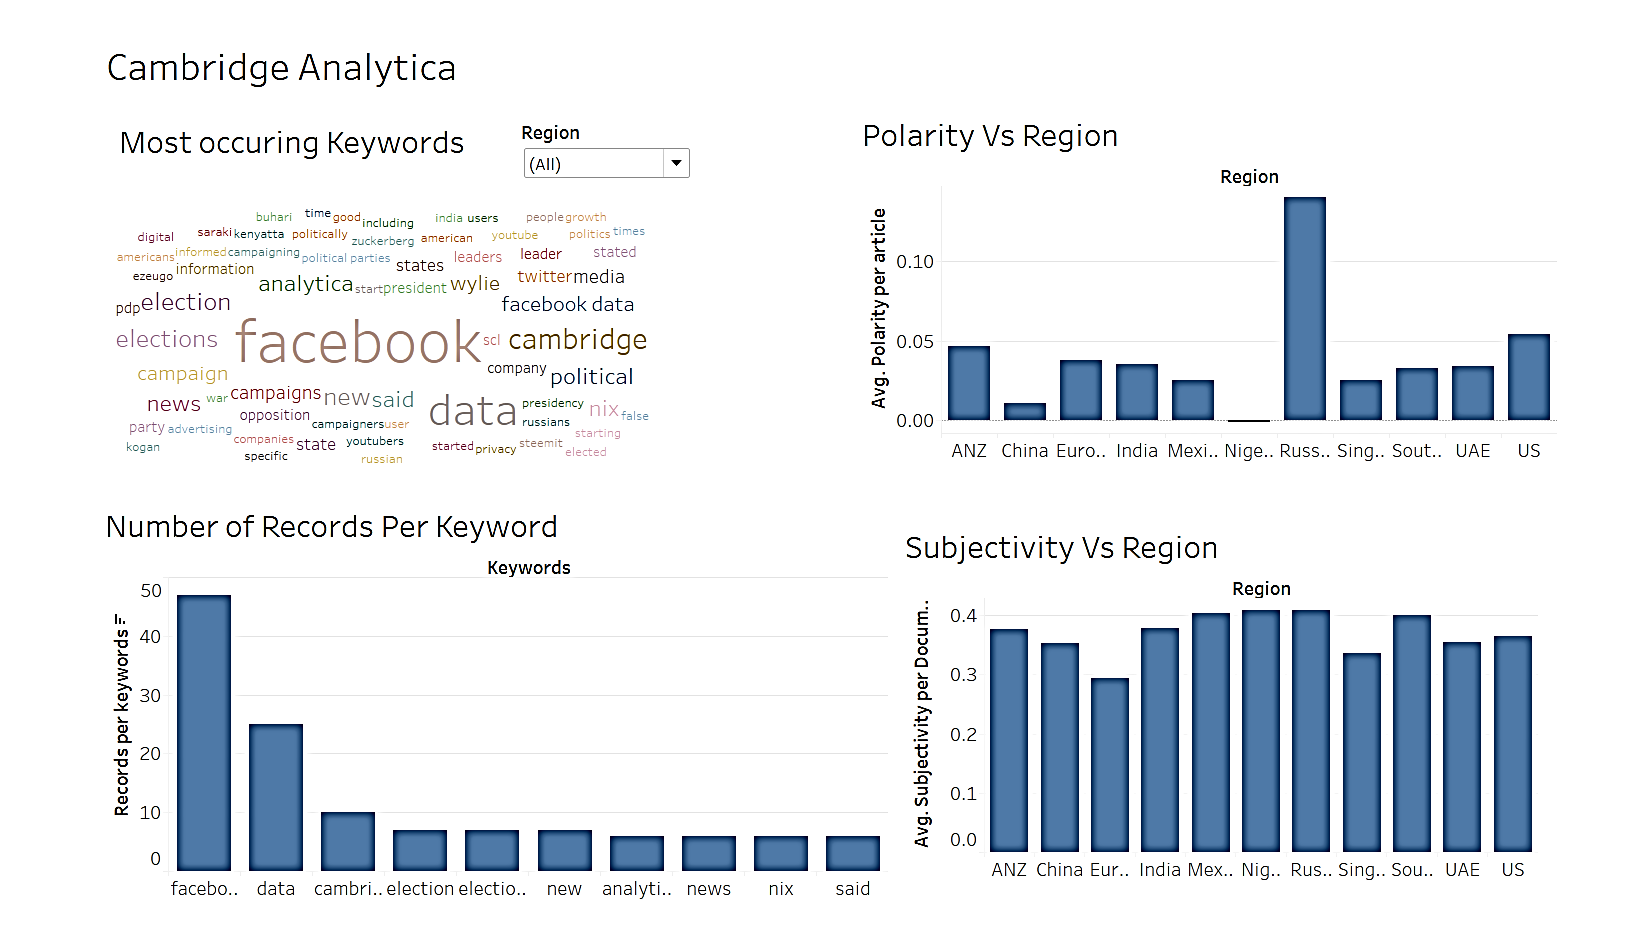 Cambridge Analytica
Most occuring Keywords
Region
(All)
buhari time good including india users people growth
digital saraki kenyatta politically zuckerberg american youtube politics times
americans informed campaigning political parties states leaders leader stated
ezeugo information analytica start president wylie twitter media
pdp election facebook data
elections facebook scl cambridge
campaign company political
news war campaigns new said data presidency nix false
party advertising opposition campaigners user russians starting
kogan companies state youtubers started privacy steemit elected
specific russian
Polarity Vs Region
Region
Avg. Polarity per article
0.10
0.05
0.00
ANZ China Euro.. India Mexi.. Nige.. Russ.. Sing.. Sout.. UAE US
Number of Records Per Keyword
Keywords
Records per keywords
50
40
30
20
10
0
facebo.. data cambri.. election electio.. new analyti.. news nix said
Subjectivity Vs Region
Region
Avg. Subjectivity per Docum..
0.4
0.3
0.2
0.1
0.0
ANZ China Eur.. India Mex.. Nig.. Rus.. Sing.. Sou.. UAE US